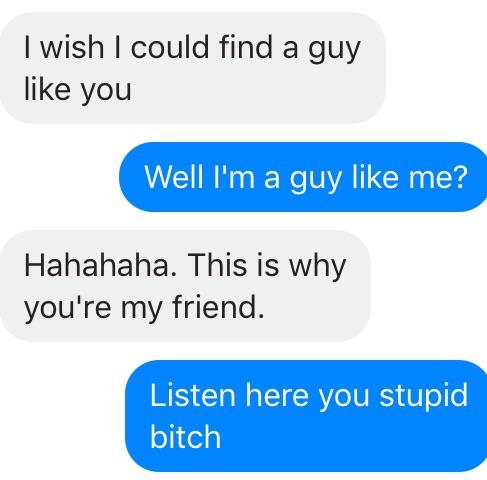 I wish I could find a guy
like you
Well I'm a guy like me?
Hahahaha. This is why
you're my friend.
Listen here you stupid
bitch